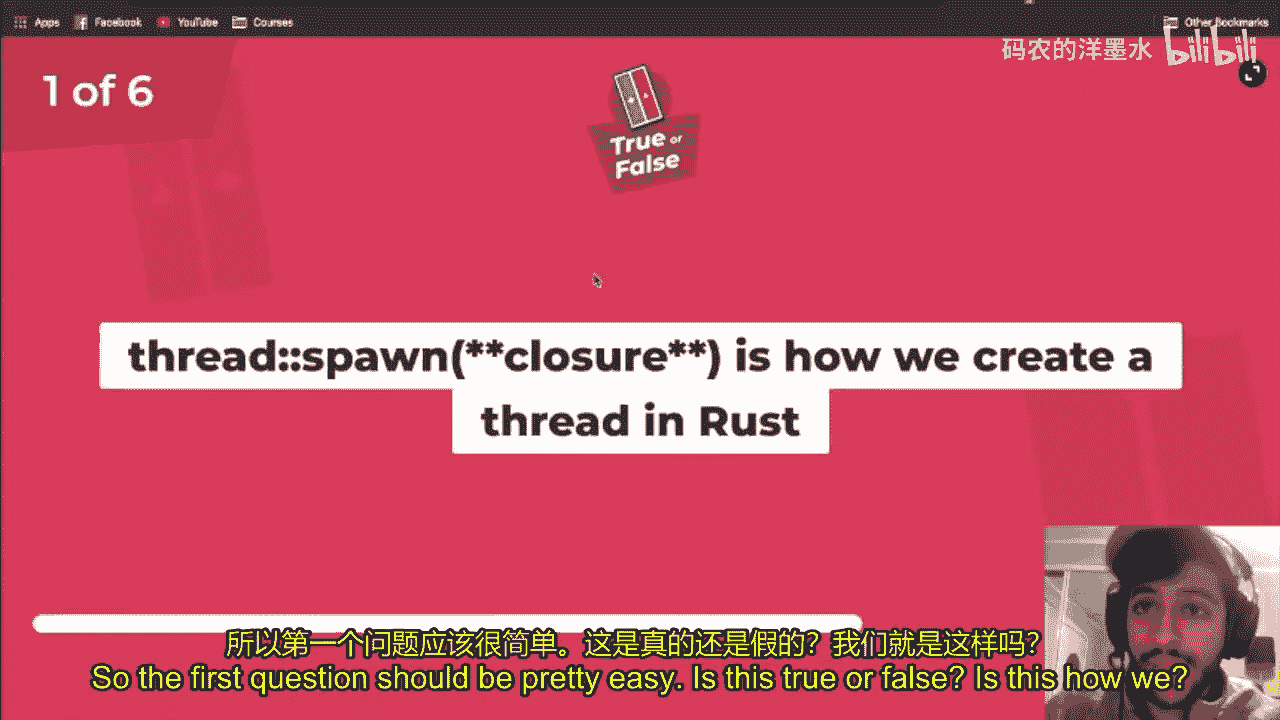 Apps Facebook YouTube Courses Other Bookmarks
码农的洋墨水 bilibili
1 of 6
True or
False
thread::spawn(**closure**) is how we create a
thread in Rust
所以第一个问题应该很简单。这是真的还是假的？我们就是这样吗？
So the first question should be pretty easy. Is this true or false? Is this how we?